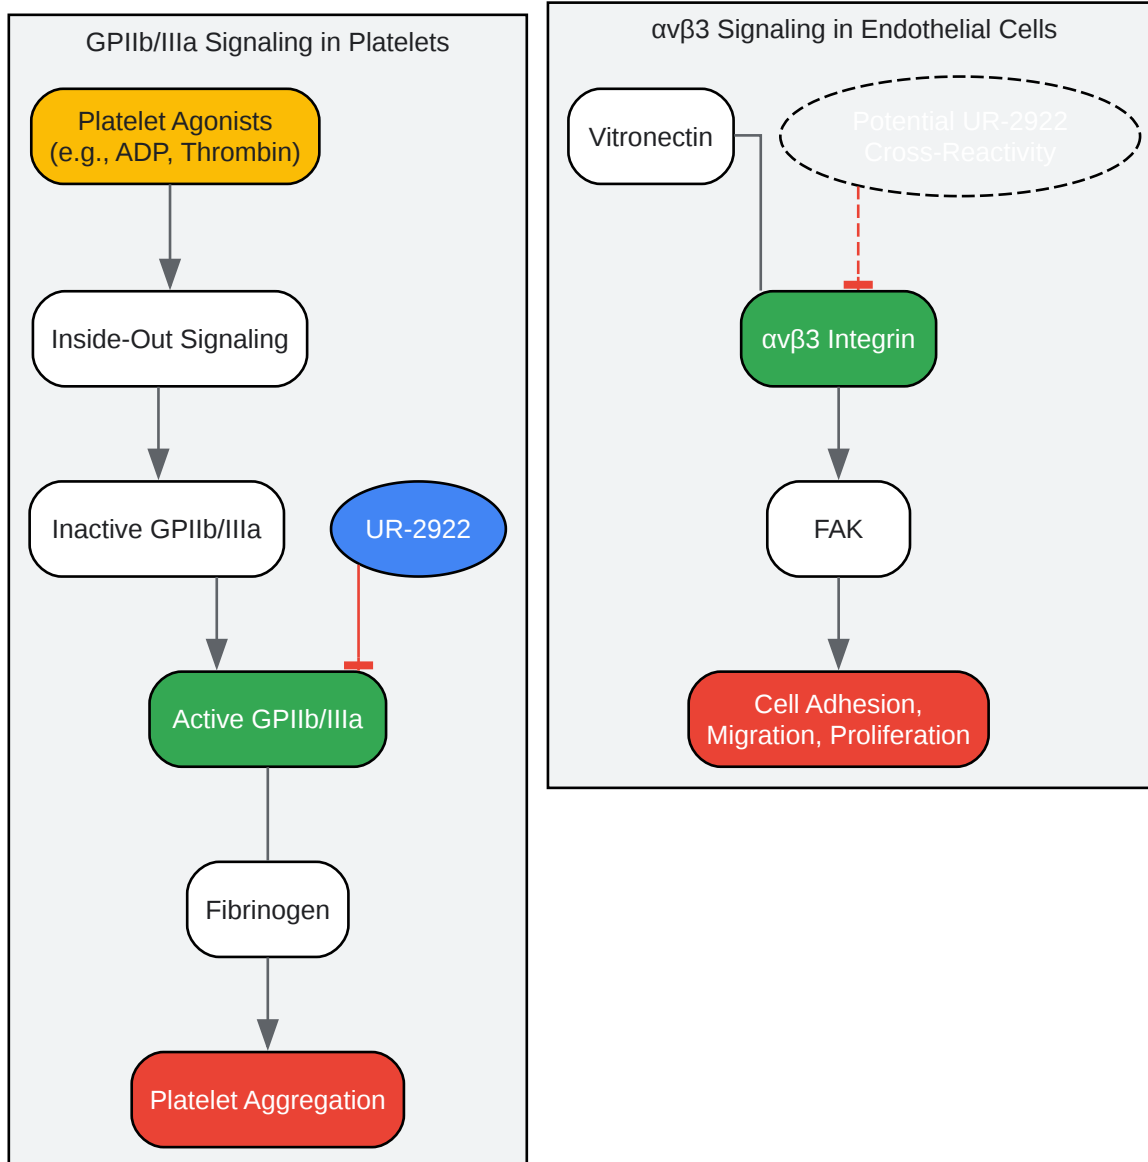 GPIIb/IIIa Signaling in Platelets
Platelet Agonists
(e.g., ADP, Thrombin)
Inside-Out Signaling
Inactive GPIIb/IIIa
UR-2922
Active GPIIb/IIIa
Fibrinogen
Platelet Aggregation
αvβ3 Signaling in Endothelial Cells
Vitronectin
Potential UR-2922
Cross-Reactivity
αvβ3 Integrin
FAK
Cell Adhesion,
Migration, Proliferation